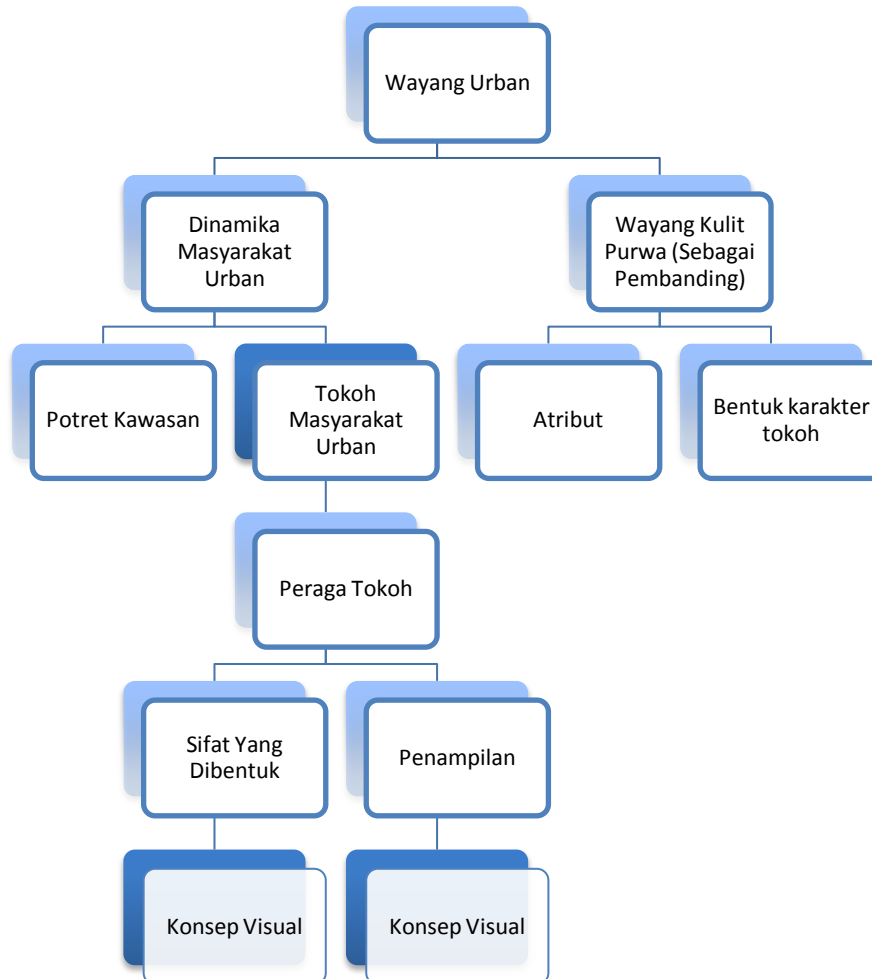 Wayang Urban
Dinamika
Masyarakat
Urban
Wayang Kulit
Purwa (Sebagai
Pembanding)
Potret Kawasan
Tokoh
Masyarakat
Urban
Atribut
Bentuk karakter
tokoh
Peraga Tokoh
Sifat Yang
Dibentuk
Penampilan
Konsep Visual
Konsep Visual